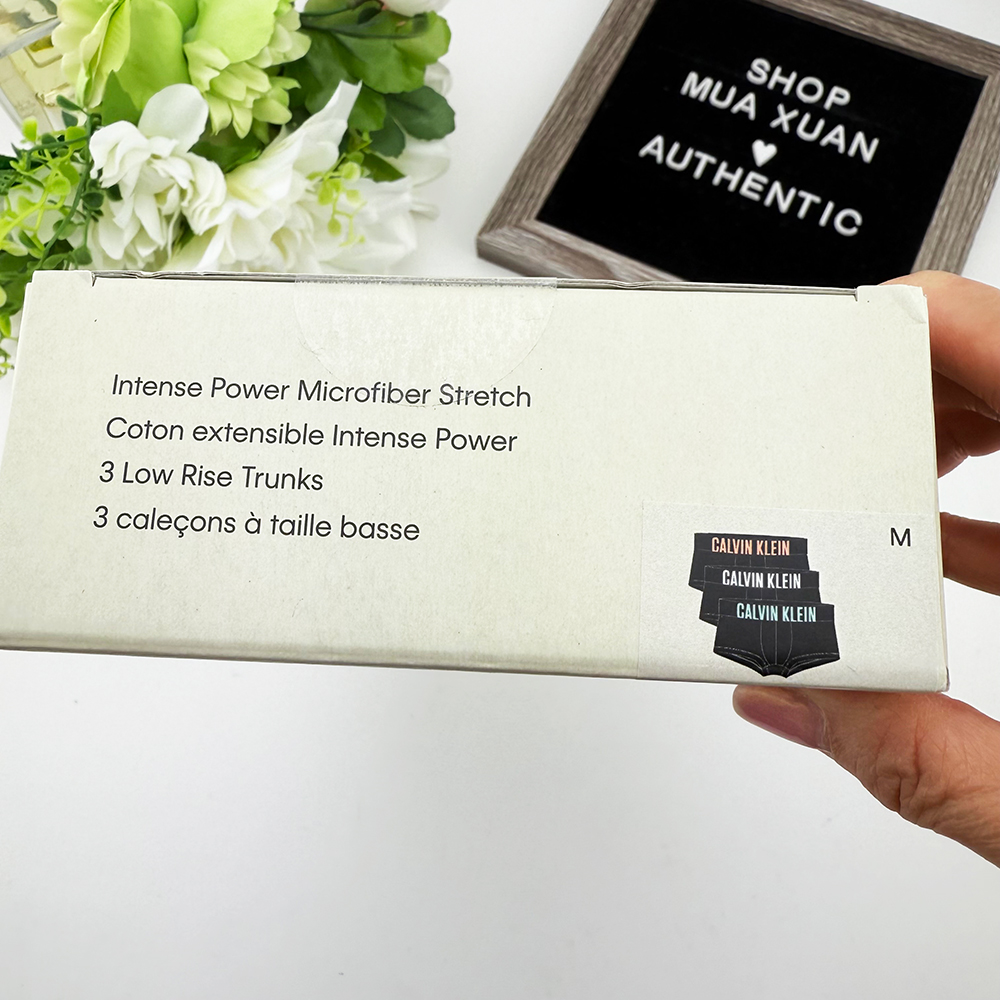 SHOP
MUA XUAN
♥
AUTHENTIC
Intense Power Microfiber Stretch
Coton extensible Intense Power
3 Low Rise Trunks
3 caleçons à taille basse
M
CALVIN KLEIN
CALVIN KLEIN
CALVIN KLEIN